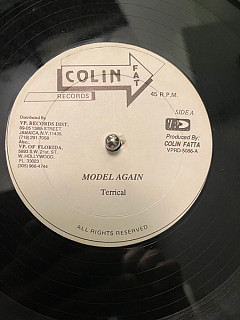 COLIN
FAT
RECORDS
45 R.P.M.
Distributed By
VP. RECORDS DIST.
89-05 138th STREET
JAMAICA, N.Y. 11435
(718) 291-7058
Also:
VP. OF FLORIDA.
5893 S.W. 21st. ST
W. HOLLYWOOD,
FL. 33023
(305) 966-4744
SIDE A
VP
Produced By:
COLIN FATTA
VPRD-5086-A
MODEL AGAIN
Terrical
ALL RIGHTS RESERVED